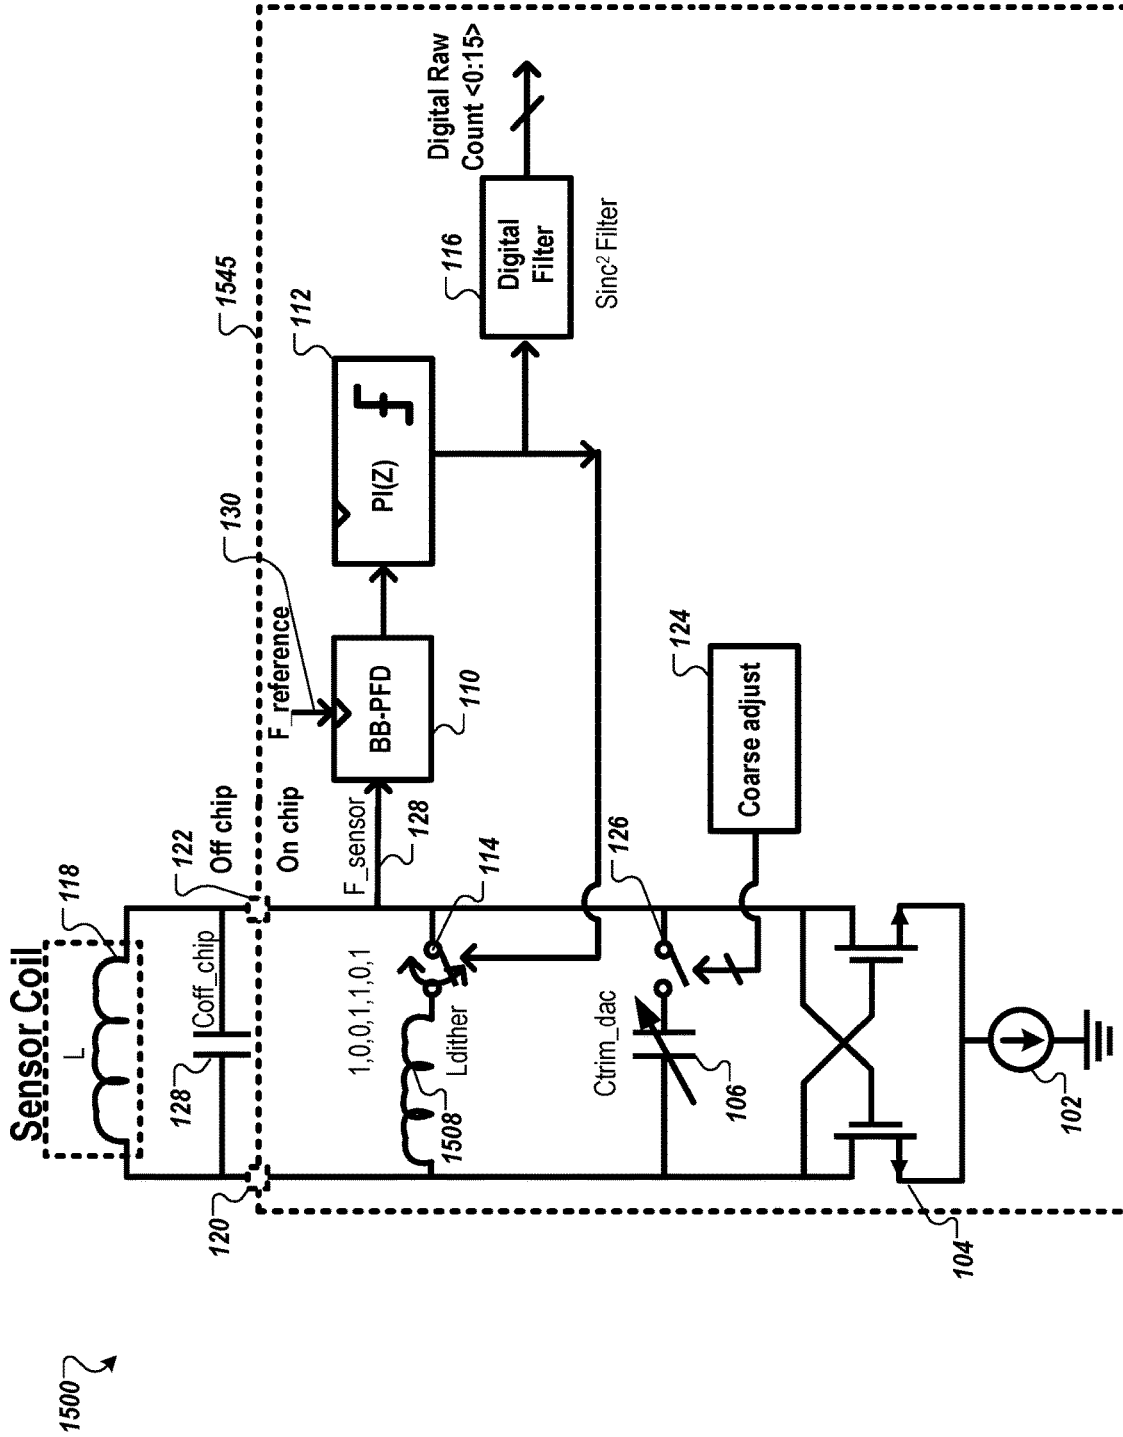 1500
Sensor Coil
L
118
Coff_chip
128
120
122
Off chip
On chip
1545
F_reference
130
F_sensor
128
BB-PFD
110
PI(Z)
112
Digital
Filter
116
Sinc² Filter
Digital Raw
Count <0:15>
1,0,0,1,1,0,1
114
Ldither
1508
Ctrim_dac
106
126
Coarse adjust
124
104
102